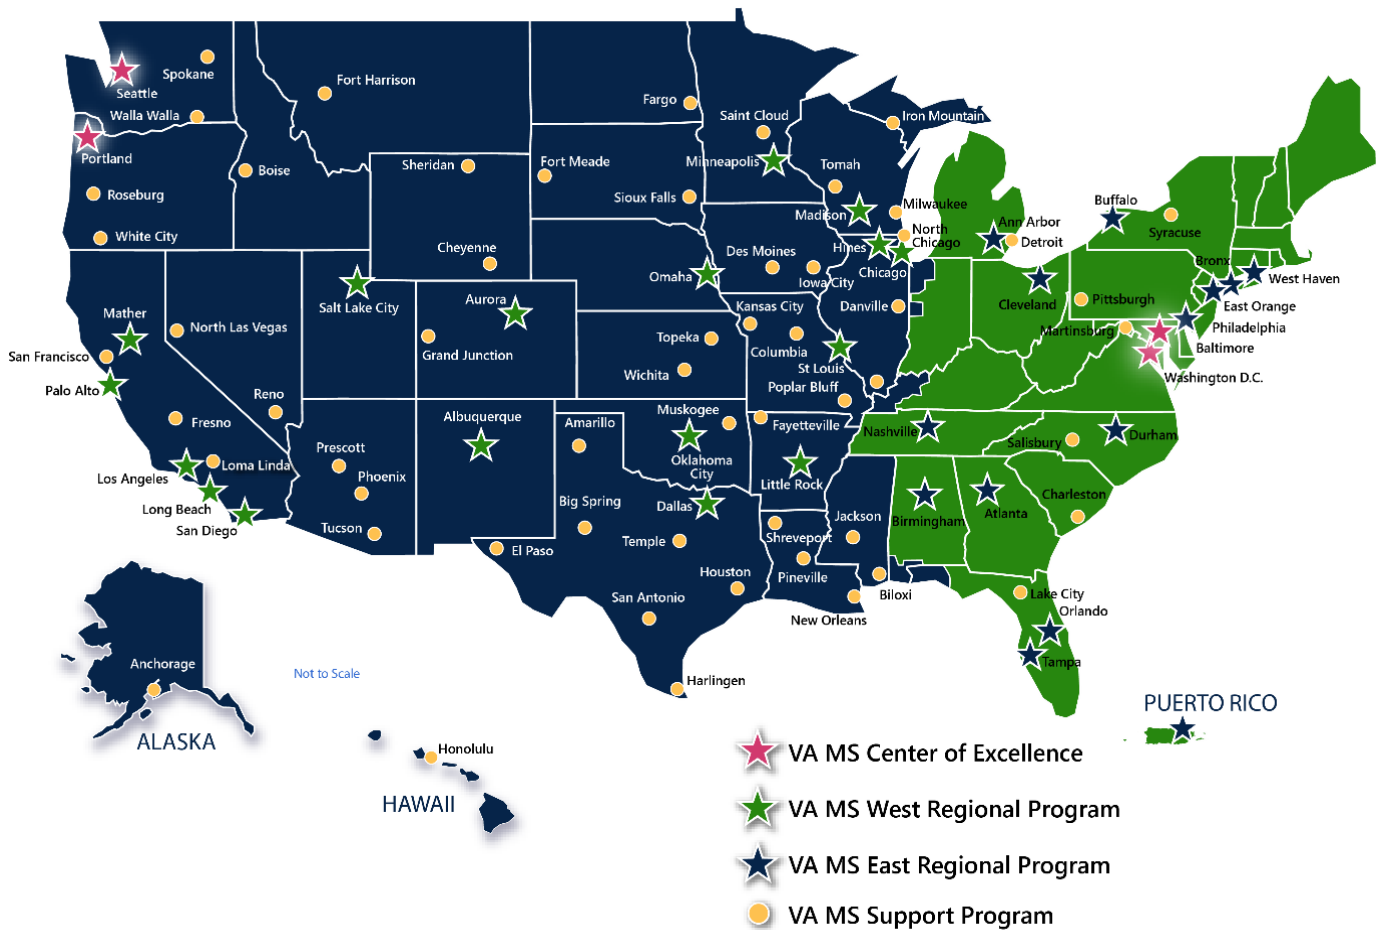 Spokane
Seattle
Walla Walla
Portland
Roseburg
White City
Boise
Fort Harrison
Sheridan
Cheyenne
Fargo
Fort Meade
Sioux Falls
Saint Cloud
Minneapolis
Iron Mountain
Tomah
Madison
Milwaukee
North
Chicago
Hines
Chicago
Ann Arbor
Detroit
Buffalo
Syracuse
Bronx
West Haven
East Orange
Philadelphia
Baltimore
Washington D.C.
Martinsburg
Pittsburgh
Cleveland
Des Moines
Iowa City
Danville
Omaha
Salt Lake City
Aurora
Grand Junction
Mather
North Las Vegas
San Francisco
Palo Alto
Reno
Fresno
Loma Linda
Los Angeles
Long Beach
San Diego
Kansas City
Columbia
St Louis
Poplar Bluff
Topeka
Wichita
Albuquerque
Amarillo
Muskogee
Oklahoma
City
Fayetteville
Little Rock
Prescott
Phoenix
Tucson
Big Spring
Dallas
Temple
El Paso
Houston
San Antonio
Harlingen
Shreveport
Pineville
New Orleans
Jackson
Biloxi
Nashville
Salisbury
Durham
Birmingham
Atlanta
Charleston
Lake City
Orlando
Tampa
Anchorage
ALASKA
Not to Scale
Honolulu
HAWAII
PUERTO RICO
VA MS Center of Excellence
VA MS West Regional Program
VA MS East Regional Program
VA MS Support Program